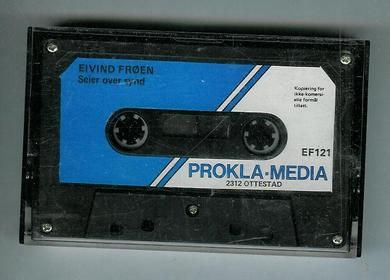 EIVIND FRØEN
Seier over synd
Kopiering for
ikke-komersi-
elle formål
tillatt.
EF121
PROKLA-MEDIA
2312 OTTESTAD